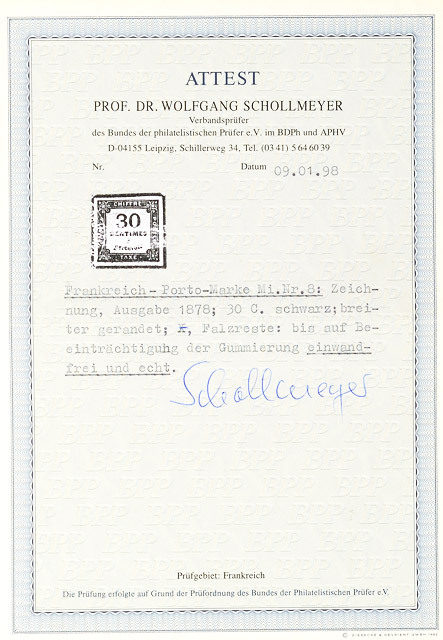 ATTEST
PROF. DR. WOLFGANG SCHOLLMEYER
Verbandsprüfer
des Bundes der philatelistischen Prüfer e.V. im BDPh und APHV
D-04155 Leipzig, Schillerweg 34, Tel. (03 41) 5 64 60 39
Nr. Datum 09.01.98
CHIFFRE
30
CENTIMES
TAXE
Frankreich - Porto-Marke Mi.Nr.8: Zeich-
nung, Ausgabe 1878; 30 C. schwarz; brei-
ter gerandet; *, Falzreste: bis auf Be-
einträchtiguhg der Gummierung einwand-
frei und echt.
Schollmeyer
Prüfgebiet: Frankreich
Die Prüfung erfolgte auf Grund der Prüfordnung des Bundes der Philatelistischen Prüfer e.V.